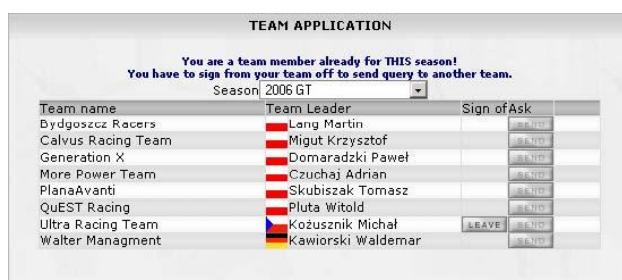 TEAM APPLICATION
You are a team member already for THIS season!
You have to sign from your team off to send query to another team.
Season 2006 GT
Team name Team Leader Sign of Ask
Bydgoszcz Racers Lang Martin SEND
Calvus Racing Team Migut Krzysztof SEND
Generation X Domaradzki Paweł SEND
More Power Team Czuchaj Adrian SEND
PlanaAvanti Skubiszak Tomasz SEND
QuEST Racing Pluta Witold SEND
Ultra Racing Team Kożusznik Michał LEAVE SEND
Walter Managment Kawiorski Waldemar SEND